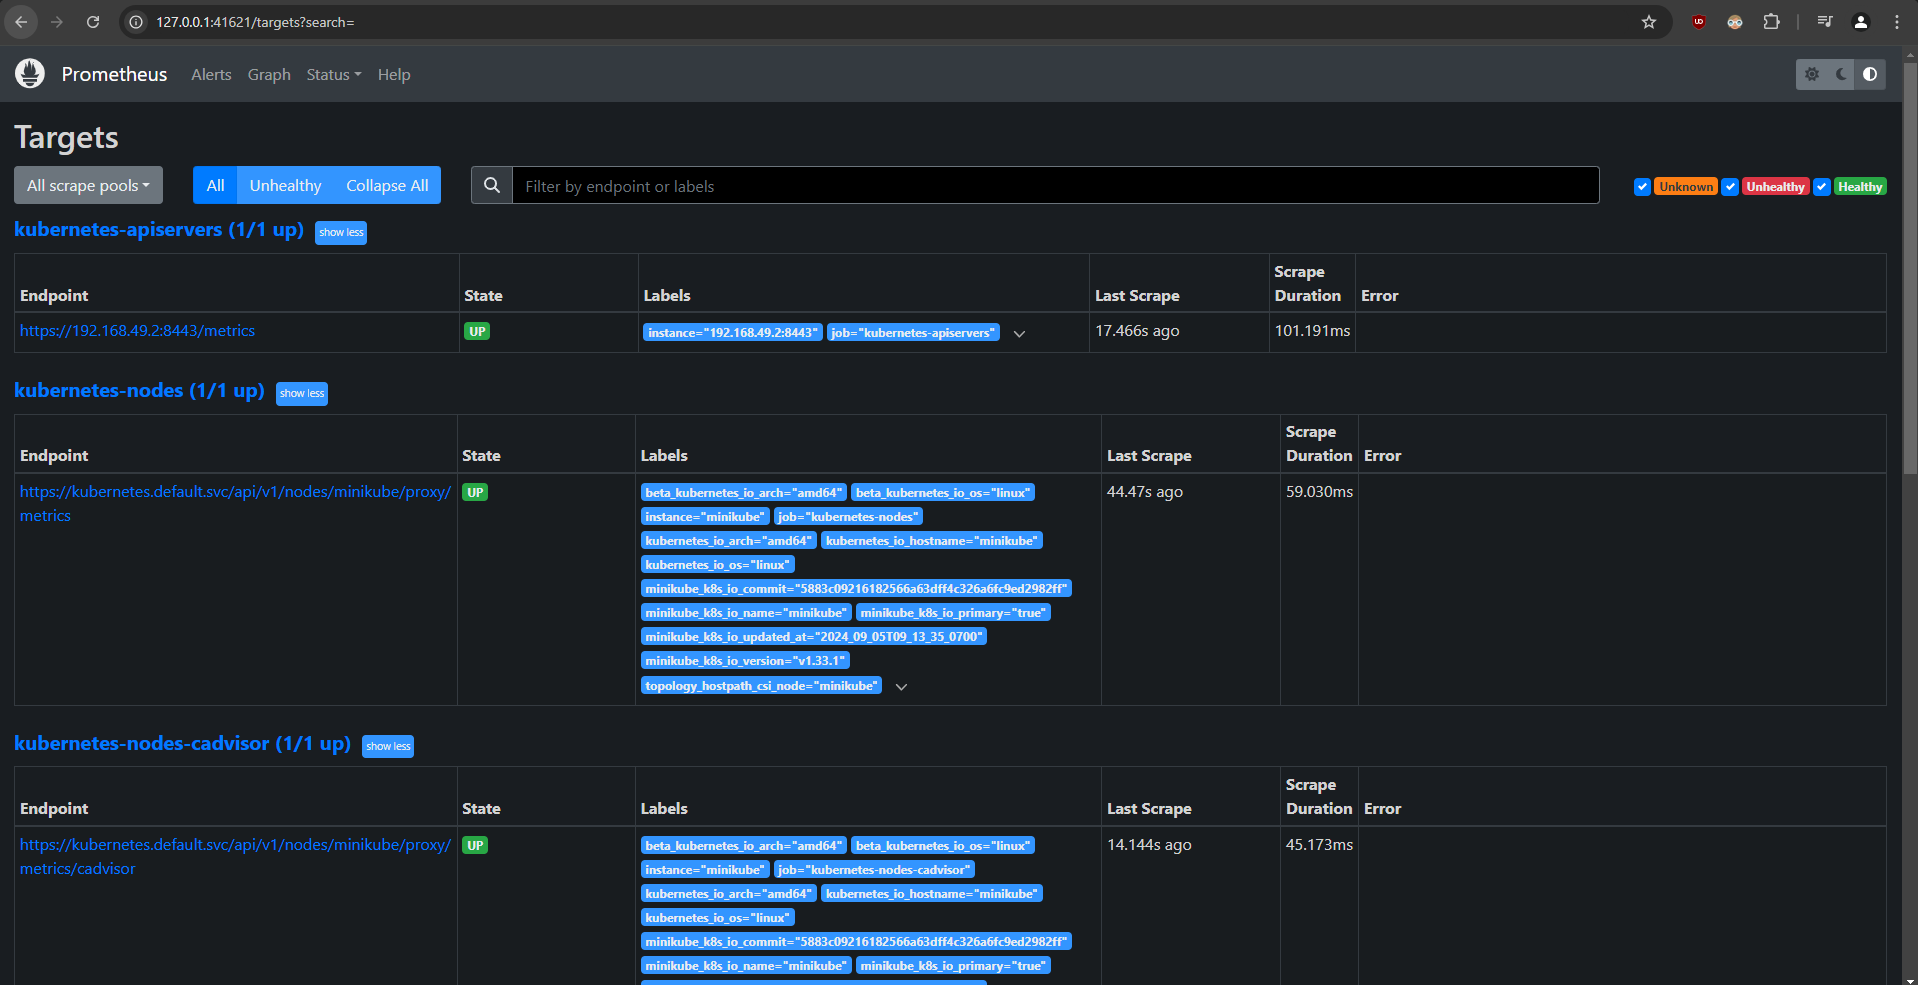 127.0.0.1:41621/targets?search=
Prometheus Alerts Graph Status Help
Targets
All scrape pools All Unhealthy Collapse All Filter by endpoint or labels Unknown Unhealthy Healthy
kubernetes-apiservers (1/1 up) show less
Endpoint State Labels Last Scrape Scrape Duration Error
https://192.168.49.2:8443/metrics UP instance="192.168.49.2:8443" job="kubernetes-apiservers" 17.466s ago 101.191ms
kubernetes-nodes (1/1 up) show less
Endpoint State Labels Last Scrape Scrape Duration Error
https://kubernetes.default.svc/api/v1/nodes/minikube/proxy/ UP beta_kubernetes_io_arch="amd64" beta_kubernetes_io_os="linux" 44.47s ago 59.030ms
metrics instance="minikube" job="kubernetes-nodes"
kubernetes_io_arch="amd64" kubernetes_io_hostname="minikube"
kubernetes_io_os="linux"
minikube_k8s_io_commit="5883c09216182566a63dff4c326a6fc9ed2982ff"
minikube_k8s_io_name="minikube" minikube_k8s_io_primary="true"
minikube_k8s_io_updated_at="2024_09_05T09_13_35_0700"
minikube_k8s_io_version="v1.33.1"
topology_hostpath_csi_node="minikube"
kubernetes-nodes-cadvisor (1/1 up) show less
Endpoint State Labels Last Scrape Scrape Duration Error
https://kubernetes.default.svc/api/v1/nodes/minikube/proxy/ UP beta_kubernetes_io_arch="amd64" beta_kubernetes_io_os="linux" 14.144s ago 45.173ms
metrics/cadvisor instance="minikube" job="kubernetes-nodes-cadvisor"
kubernetes_io_arch="amd64" kubernetes_io_hostname="minikube"
kubernetes_io_os="linux"
minikube_k8s_io_commit="5883c09216182566a63dff4c326a6fc9ed2982ff"
minikube_k8s_io_name="minikube" minikube_k8s_io_primary="true"